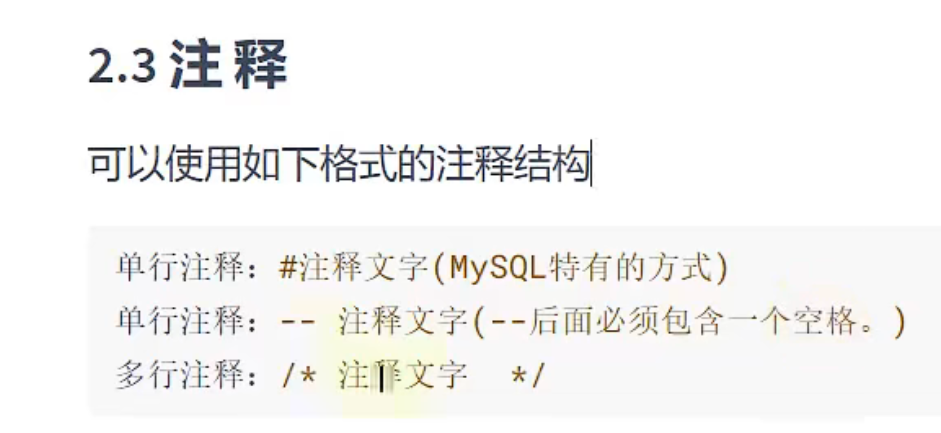 2.3 注释
可以使用如下格式的注释结构
单行注释：#注释文字(MySQL特有的方式)
单行注释：-- 注释文字(--后面必须包含一个空格。)
多行注释：/* 注释文字  */